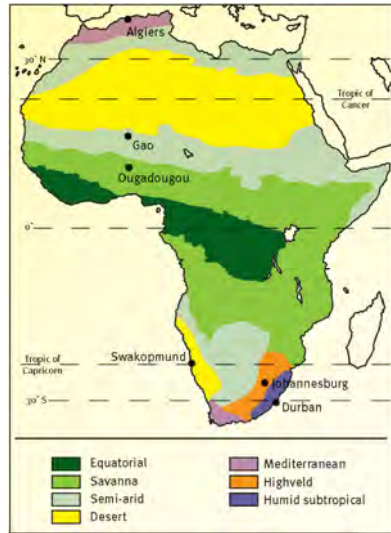 Algiers
30° N
Tropic of
Cancer
Gao
Ougadougou
0°
Tropic of
Capricorn
Swakopmund
Johannesburg
30° S
Durban
Equatorial
Mediterranean
Savanna
Highveld
Semi-arid
Humid subtropical
Desert